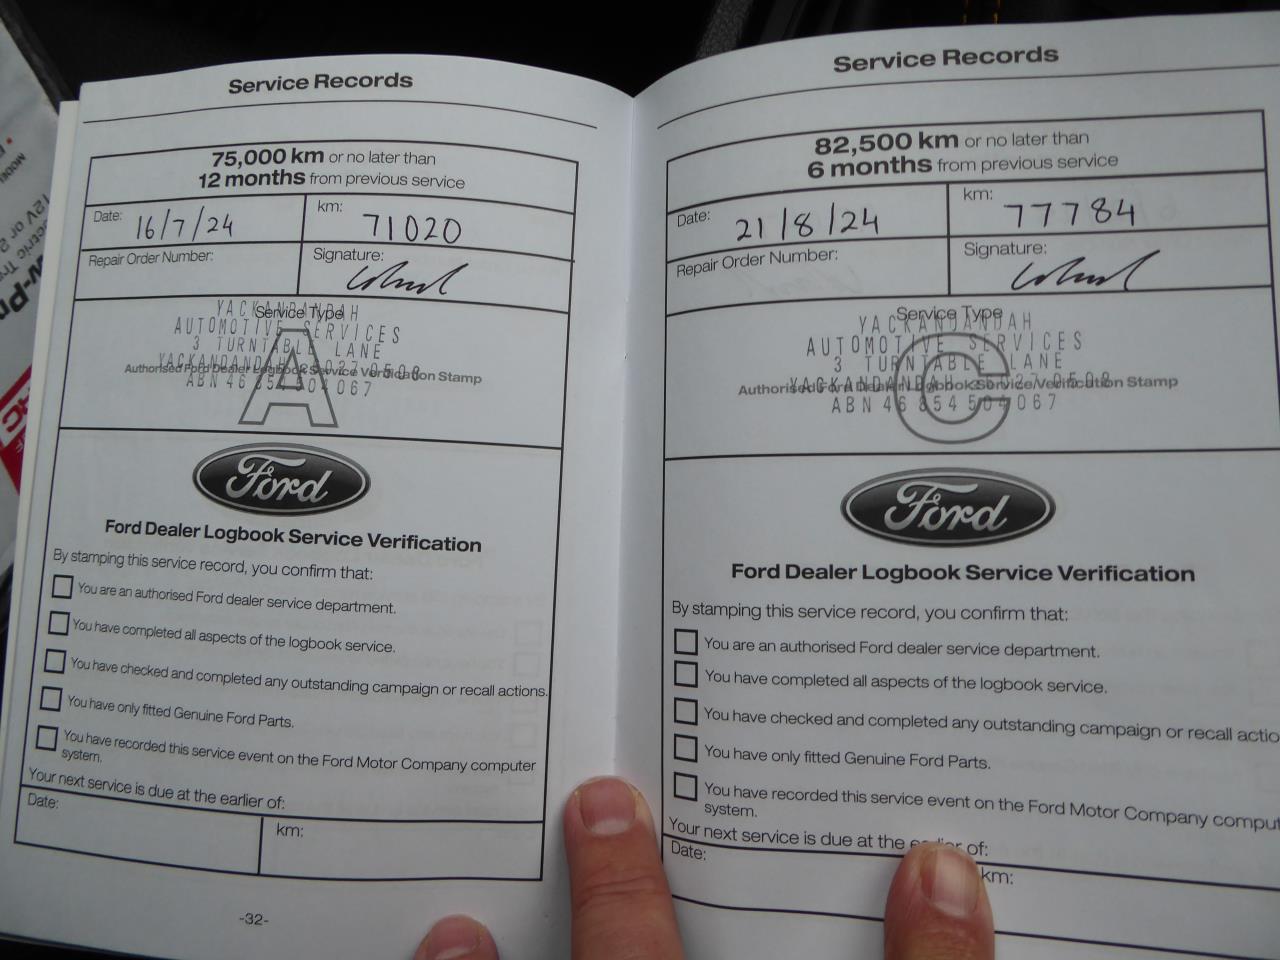 Service Records
75,000 km or no later than
12 months from previous service
Date: 16/7/24
km: 71020
Repair Order Number:
Signature:
Service Type
A
YACKANDANDAH
AUTOMOTIVE SERVICES
3 TURNTABLE LANE
YACKANDANDAH
ABN 46 854 504 067
Authorised Ford Dealer Logbook Service Verification Stamp
Ford
Ford Dealer Logbook Service Verification
By stamping this service record, you confirm that:
You are an authorised Ford dealer service department.
You have completed all aspects of the logbook service.
You have checked and completed any outstanding campaign or recall actions.
You have only fitted Genuine Ford Parts.
You have recorded this service event on the Ford Motor Company computer
system.
Your next service is due at the earlier of:
Date:
km:
-32-
Service Records
82,500 km or no later than
6 months from previous service
Date: 21/8/24
km: 77784
Repair Order Number:
Signature:
Service Type
C
YACKANDANDAH
AUTOMOTIVE SERVICES
3 TURNTABLE LANE
YACKANDANDAH
ABN 46 854 504 067
Authorised Ford Dealer Logbook Service Verification Stamp
Ford
Ford Dealer Logbook Service Verification
By stamping this service record, you confirm that:
You are an authorised Ford dealer service department.
You have completed all aspects of the logbook service.
You have checked and completed any outstanding campaign or recall actio
You have only fitted Genuine Ford Parts.
You have recorded this service event on the Ford Motor Company comput
system.
Your next service is due at the earlier of:
Date:
km: